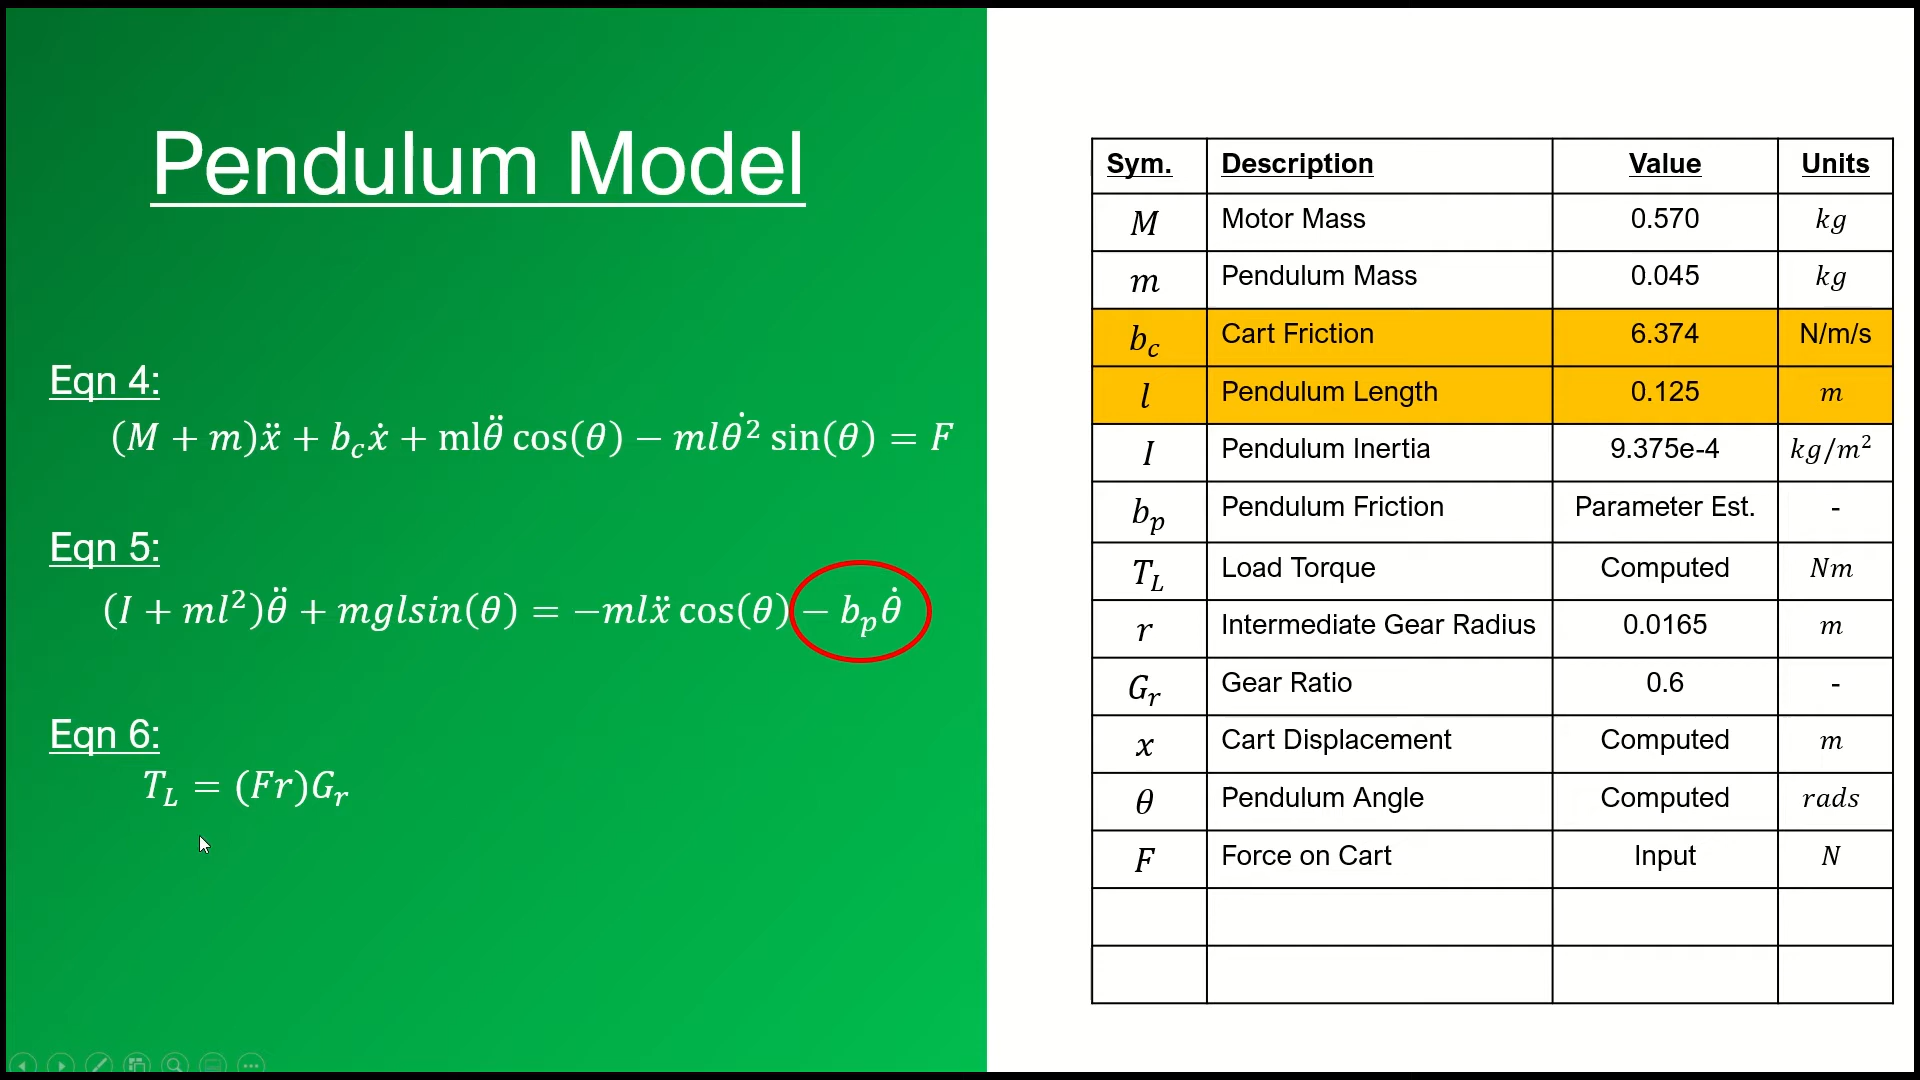 Pendulum Model
Eqn 4:
(M + m)ẍ + b_cẋ + mlθ̈ cos(θ) − mlθ̇² sin(θ) = F
Eqn 5:
(I + ml²)θ̈ + mglsin(θ) = −mlẍ cos(θ) − b_pθ̇
Eqn 6:
T_L = (Fr)G_r
Sym. Description Value Units
M Motor Mass 0.570 kg
m Pendulum Mass 0.045 kg
b_c Cart Friction 6.374 N/m/s
l Pendulum Length 0.125 m
I Pendulum Inertia 9.375e-4 kg/m²
b_p Pendulum Friction Parameter Est. -
T_L Load Torque Computed Nm
r Intermediate Gear Radius 0.0165 m
G_r Gear Ratio 0.6 -
x Cart Displacement Computed m
θ Pendulum Angle Computed rads
F Force on Cart Input N